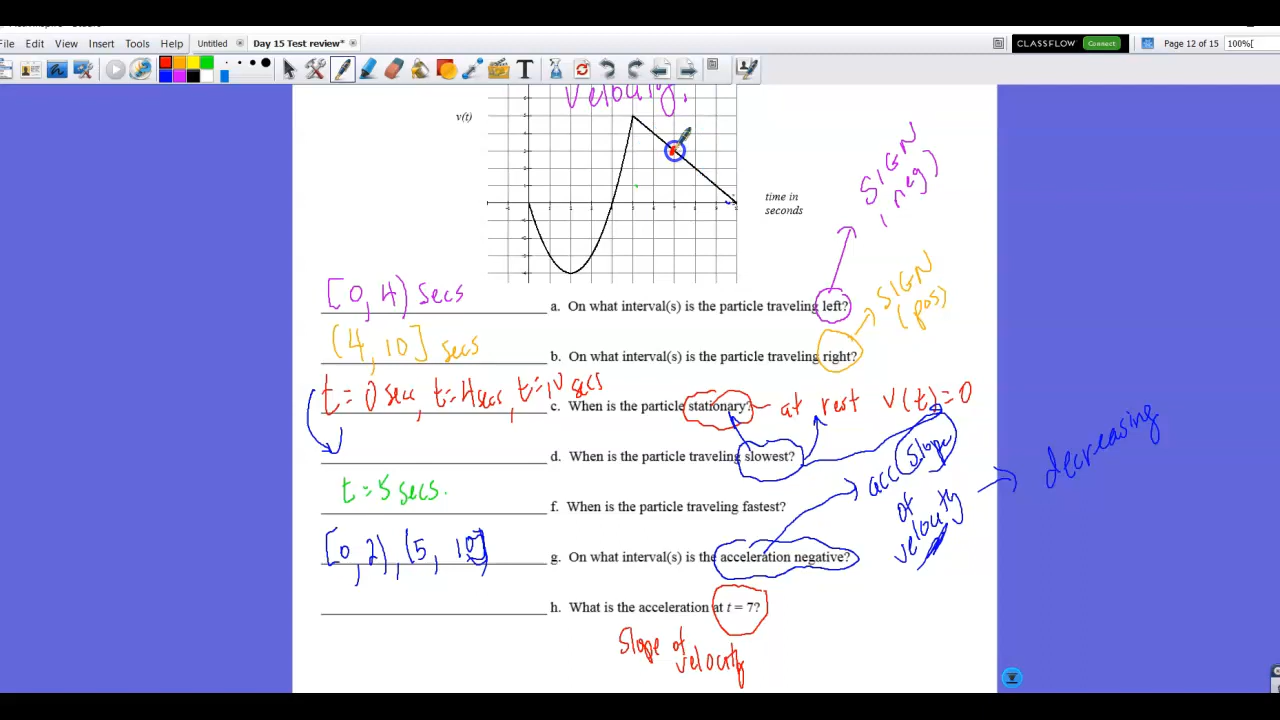 File Edit View Insert Tools Help Untitled Day 15 Test review* CLASSFLOW Connect Page 12 of 15 100%[
velocity.
v(t)
time in
seconds
SIGN
(neg)
[0, 4) secs
a. On what interval(s) is the particle traveling left?
SIGN
(pos)
(4, 10] secs
b. On what interval(s) is the particle traveling right?
t = 0 sec, t = 4 secs, t = 10 secs
c. When is the particle stationary? at rest v(t) = 0
d. When is the particle traveling slowest?
acc slope
of
velocity
decreasing
t = 5 secs.
f. When is the particle traveling fastest?
[0, 2), (5, 10]
g. On what interval(s) is the acceleration negative?
h. What is the acceleration at t = 7?
Slope of
velocity